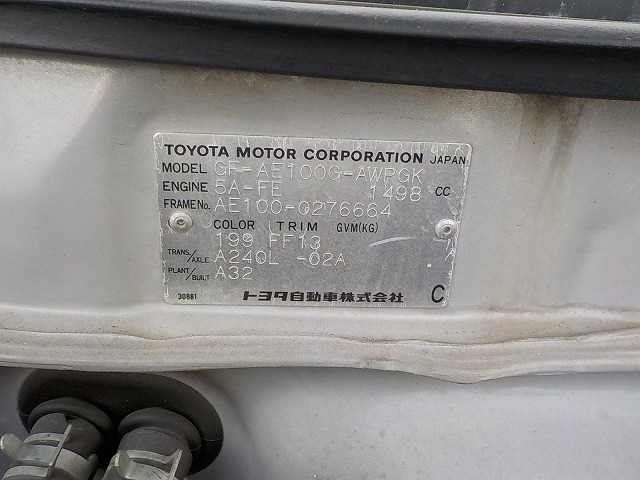 TOYOTA MOTOR CORPORATION JAPAN
MODEL GF-AE100G-AWPGK
ENGINE 5A-FE 1498 CC
FRAME No. AE100-0276664
COLOR TRIM GVM(KG)
199 FF13
TRANS./AXLE A240L -02A
PLANT/BUILT A32
30881 トヨタ自動車株式会社 C